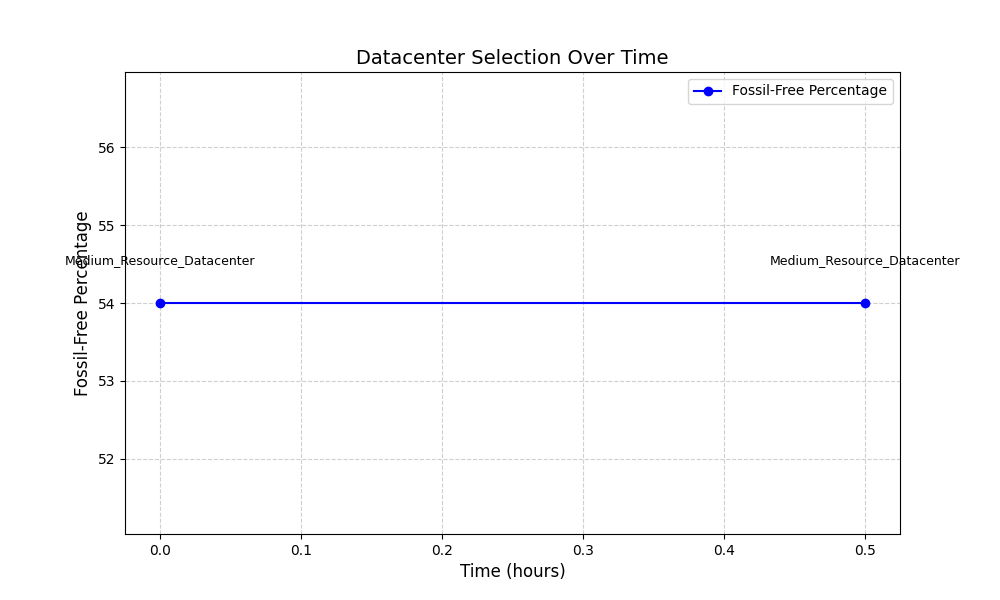 Datacenter Selection Over Time
Fossil-Free Percentage
56
55
54
53
52
Fossil-Free Percentage
Medium_Resource_Datacenter
Medium_Resource_Datacenter
0.0
0.1
0.2
0.3
0.4
0.5
Time (hours)